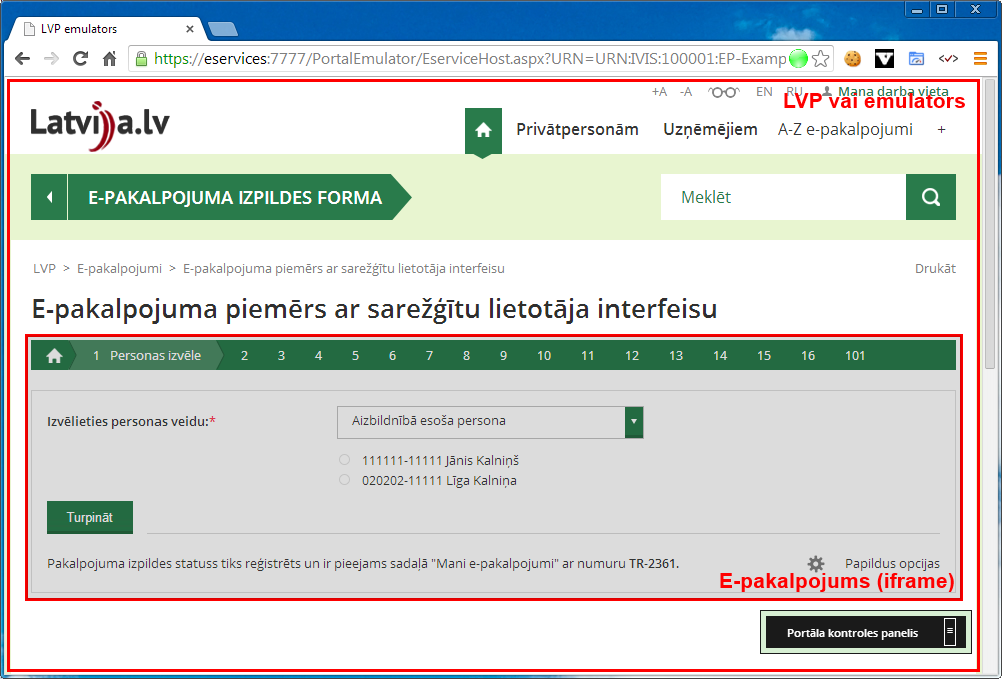 LVP emulators
https://eservices:7777/PortalEmulator/EserviceHost.aspx?URN=URN:IVIS:100001:EP-Examp
+A -A EN RU Mana darba vieta
LVP vai emulators
Latvija.lv
Privātpersonām Uzņēmējiem A-Z e-pakalpojumi +
E-PAKALPOJUMA IZPILDES FORMA
Meklēt
LVP > E-pakalpojumi > E-pakalpojuma piemērs ar sarežģītu lietotāja interfeisu
Drukāt
E-pakalpojuma piemērs ar sarežģītu lietotāja interfeisu
1 Personas izvēle 2 3 4 5 6 7 8 9 10 11 12 13 14 15 16 101
Izvēlieties personas veidu:*
Aizbildnībā esoša persona
111111-11111 Jānis Kalniņš
020202-11111 Līga Kalniņa
Turpināt
Pakalpojuma izpildes statuss tiks reģistrēts un ir pieejams sadaļā "Mani e-pakalpojumi" ar numuru TR-2361.
Papildus opcijas
E-pakalpojums (iframe)
Portāla kontroles panelis